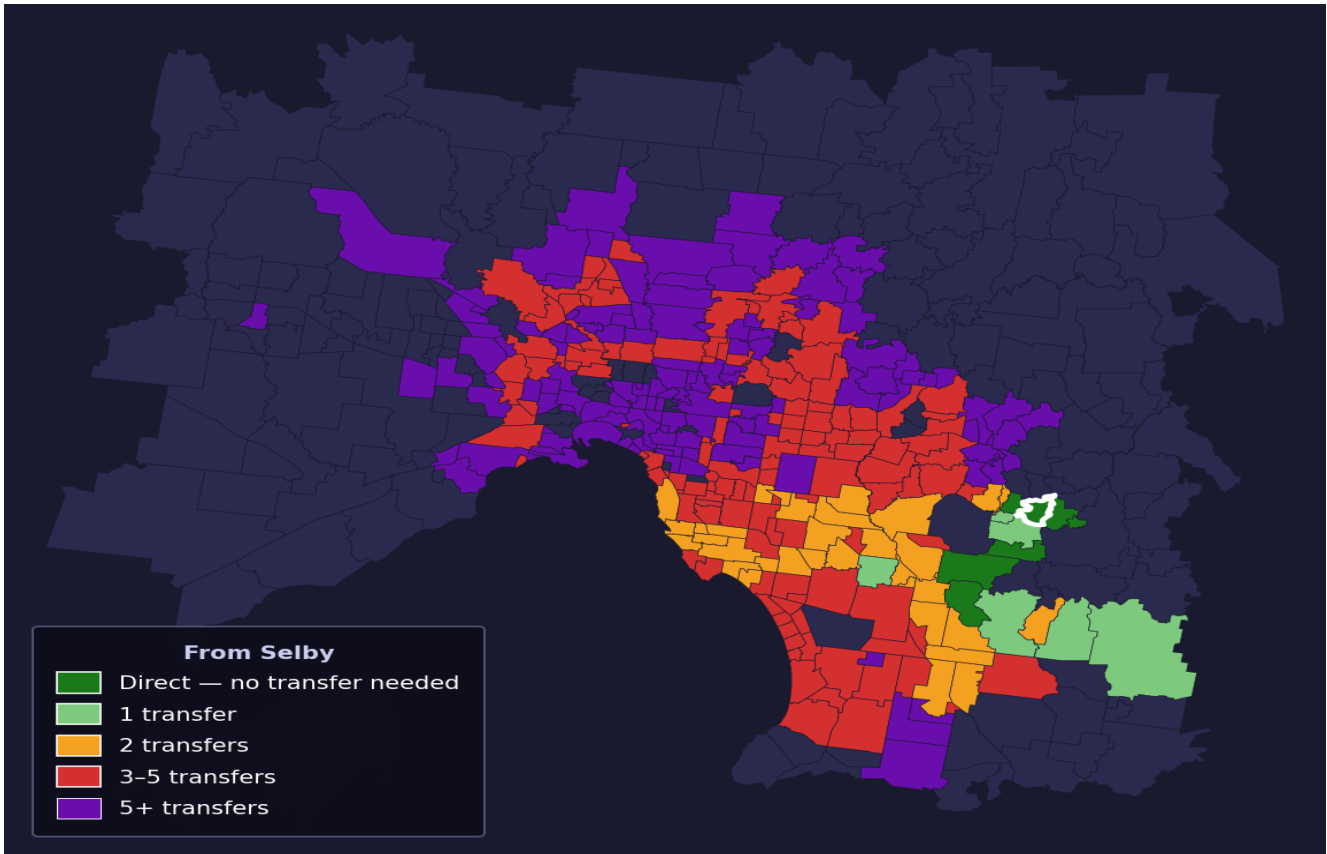 From Selby
Direct — no transfer needed
1 transfer
2 transfers
3–5 transfers
5+ transfers